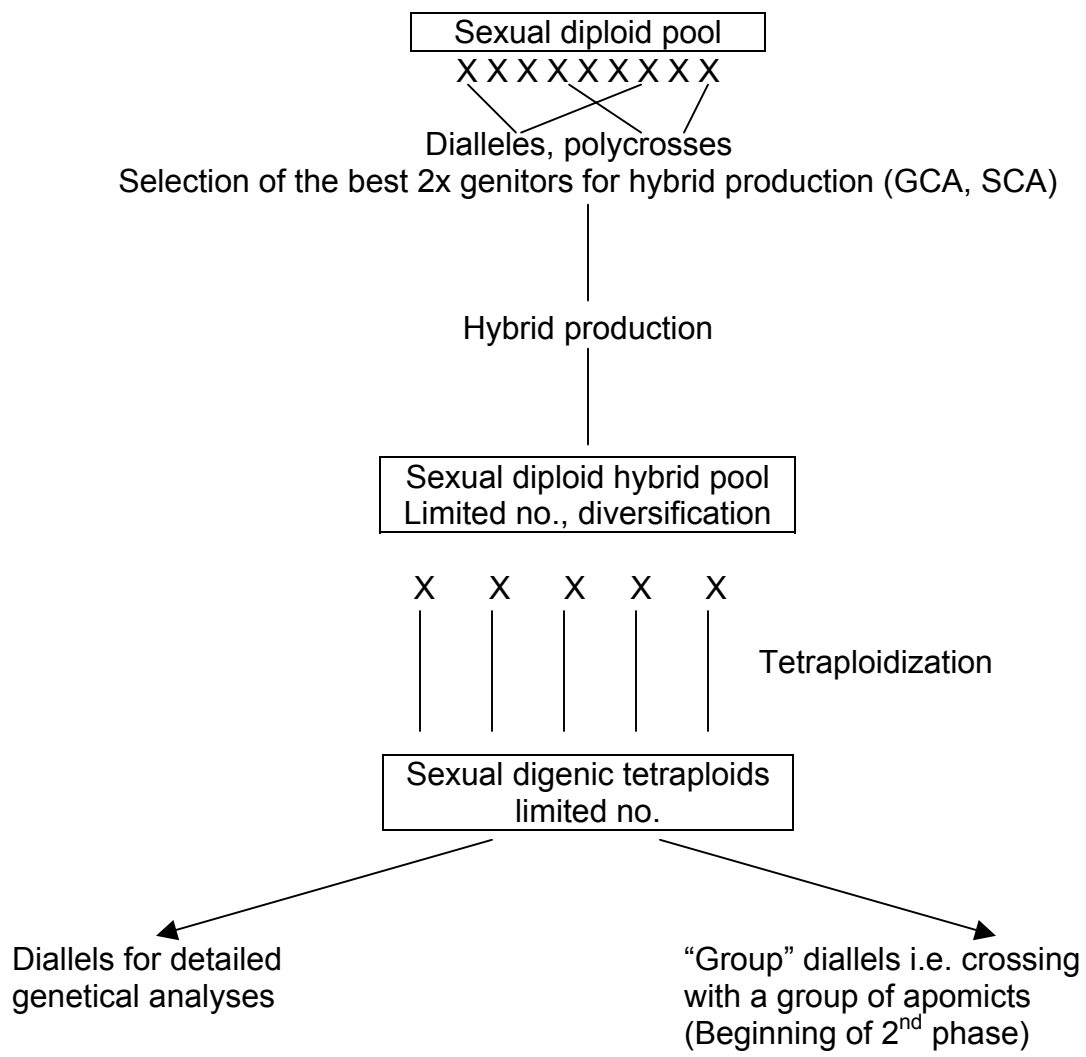 Sexual diploid pool
X X X X X X X X X
Dialleles, polycrosses
Selection of the best 2x genitors for hybrid production (GCA, SCA)
Hybrid production
Sexual diploid hybrid pool
Limited no., diversification
X X X X X
Tetraploidization
Sexual digenic tetraploids
limited no.
Diallels for detailed
genetical analyses
“Group” diallels i.e. crossing
with a group of apomicts
(Beginning of 2nd phase)